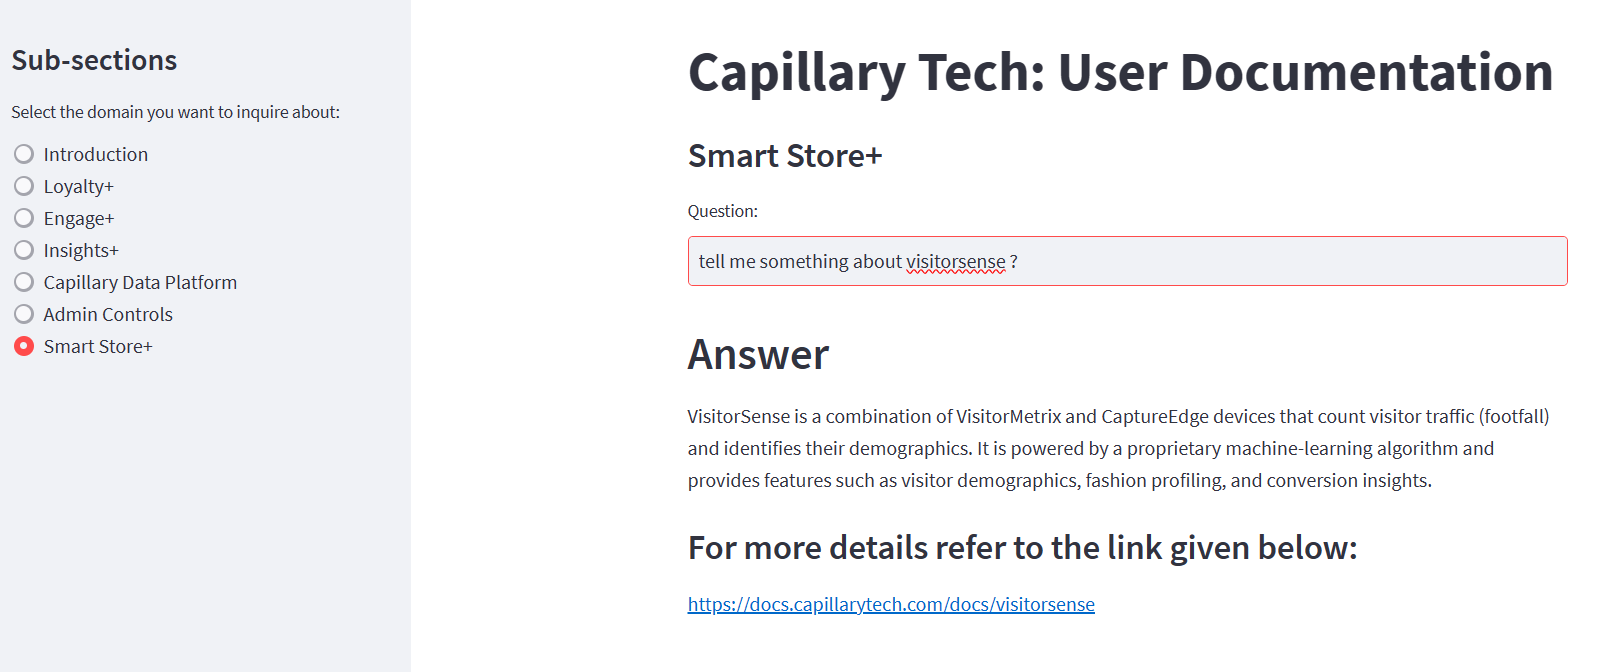 Sub-sections
Select the domain you want to inquire about:
Introduction
Loyalty+
Engage+
Insights+
Capillary Data Platform
Admin Controls
Smart Store+
Capillary Tech: User Documentation
Smart Store+
Question:
tell me something about visitorsense ?
Answer
VisitorSense is a combination of VisitorMetrix and CaptureEdge devices that count visitor traffic (footfall)
and identifies their demographics. It is powered by a proprietary machine-learning algorithm and
provides features such as visitor demographics, fashion profiling, and conversion insights.
For more details refer to the link given below:
https://docs.capillarytech.com/docs/visitorsense